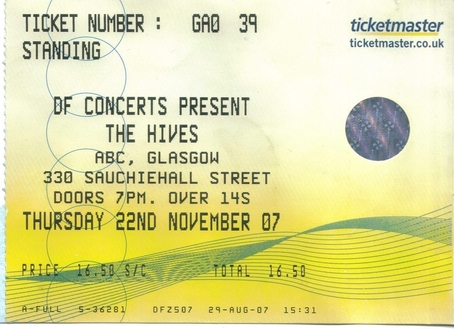 TICKET NUMBER : GA0 39
STANDING
ticketmaster
ticketmaster.co.uk
DF CONCERTS PRESENT
THE HIVES
ABC, GLASGOW
330 SAUCHIEHALL STREET
DOORS 7PM. OVER 14S
THURSDAY 22ND NOVEMBER 07
PRICE 16.50 S/C TOTAL 16.50
A-FULL 5-36281 DFZ507 29-AUG-07 15:31